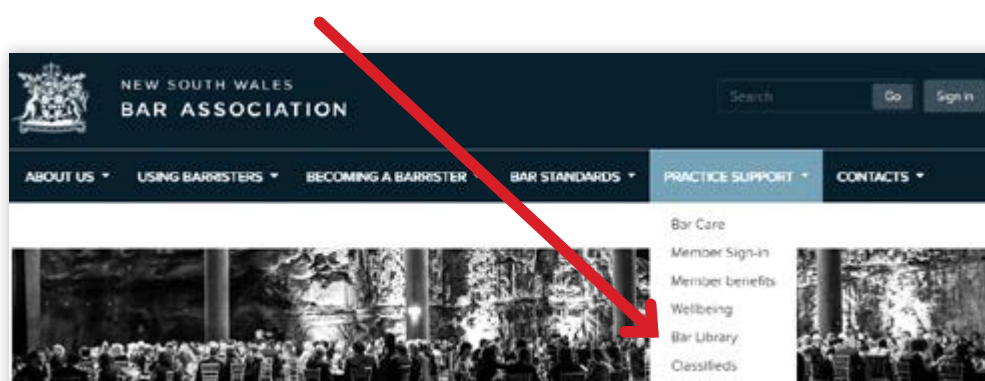 NEW SOUTH WALES
BAR ASSOCIATION
Search Go Sign in
ABOUT US USING BARRISTERS BECOMING A BARRISTER BAR STANDARDS PRACTICE SUPPORT CONTACTS
Bar Care
Member Sign-in
Member benefits
Wellbeing
Bar Library
Classifieds